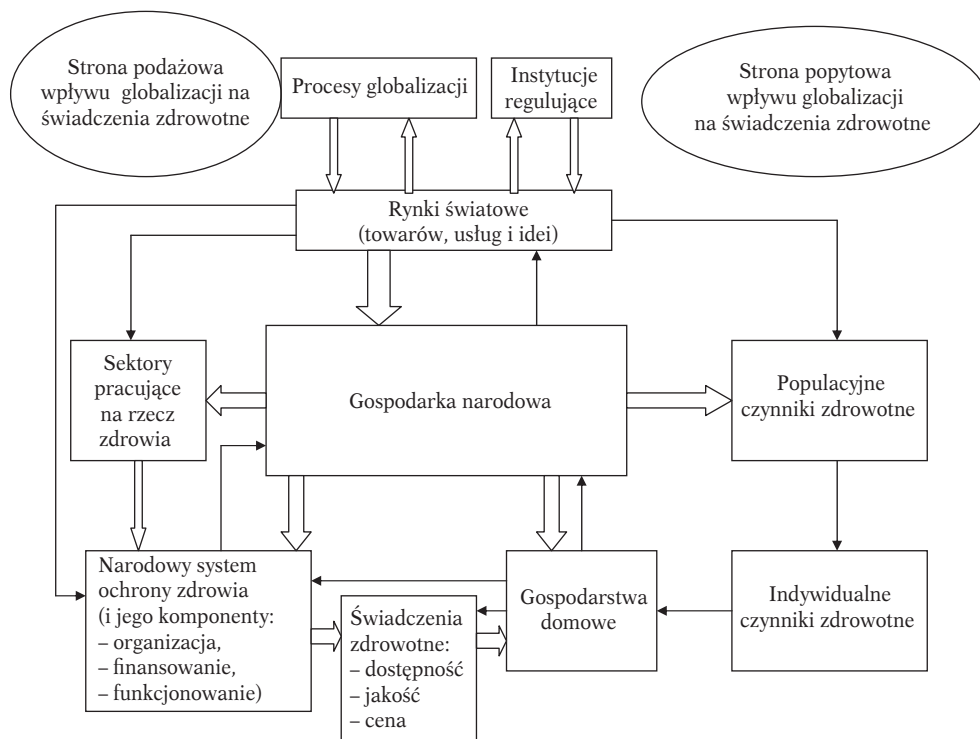 Strona podażowa
wpływu globalizacji na
świadczenia zdrowotne
Procesy globalizacji
Instytucje
regulujące
Strona popytowa
wpływu globalizacji
na świadczenia zdrowotne
Rynki światowe
(towarów, usług i idei)
Sektory
pracujące
na rzecz
zdrowia
Gospodarka narodowa
Populacyjne
czynniki zdrowotne
Narodowy system
ochrony zdrowia
(i jego komponenty:
– organizacja,
– finansowanie,
– funkcjonowanie)
Świadczenia
zdrowotne:
– dostępność
– jakość
– cena
Gospodarstwa
domowe
Indywidualne
czynniki zdrowotne